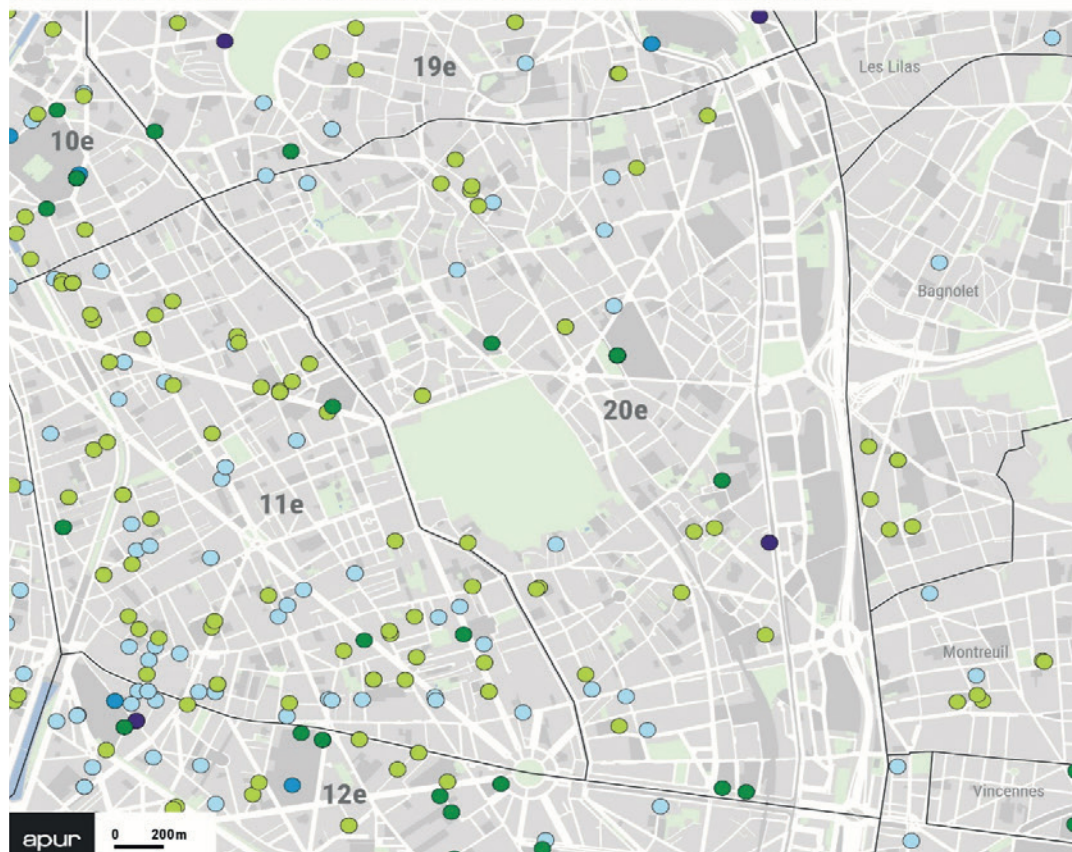 19e
Les Lilas
10e
Bagnolet
20e
11e
Montreuil
12e
Vincennes
apur
0 200m